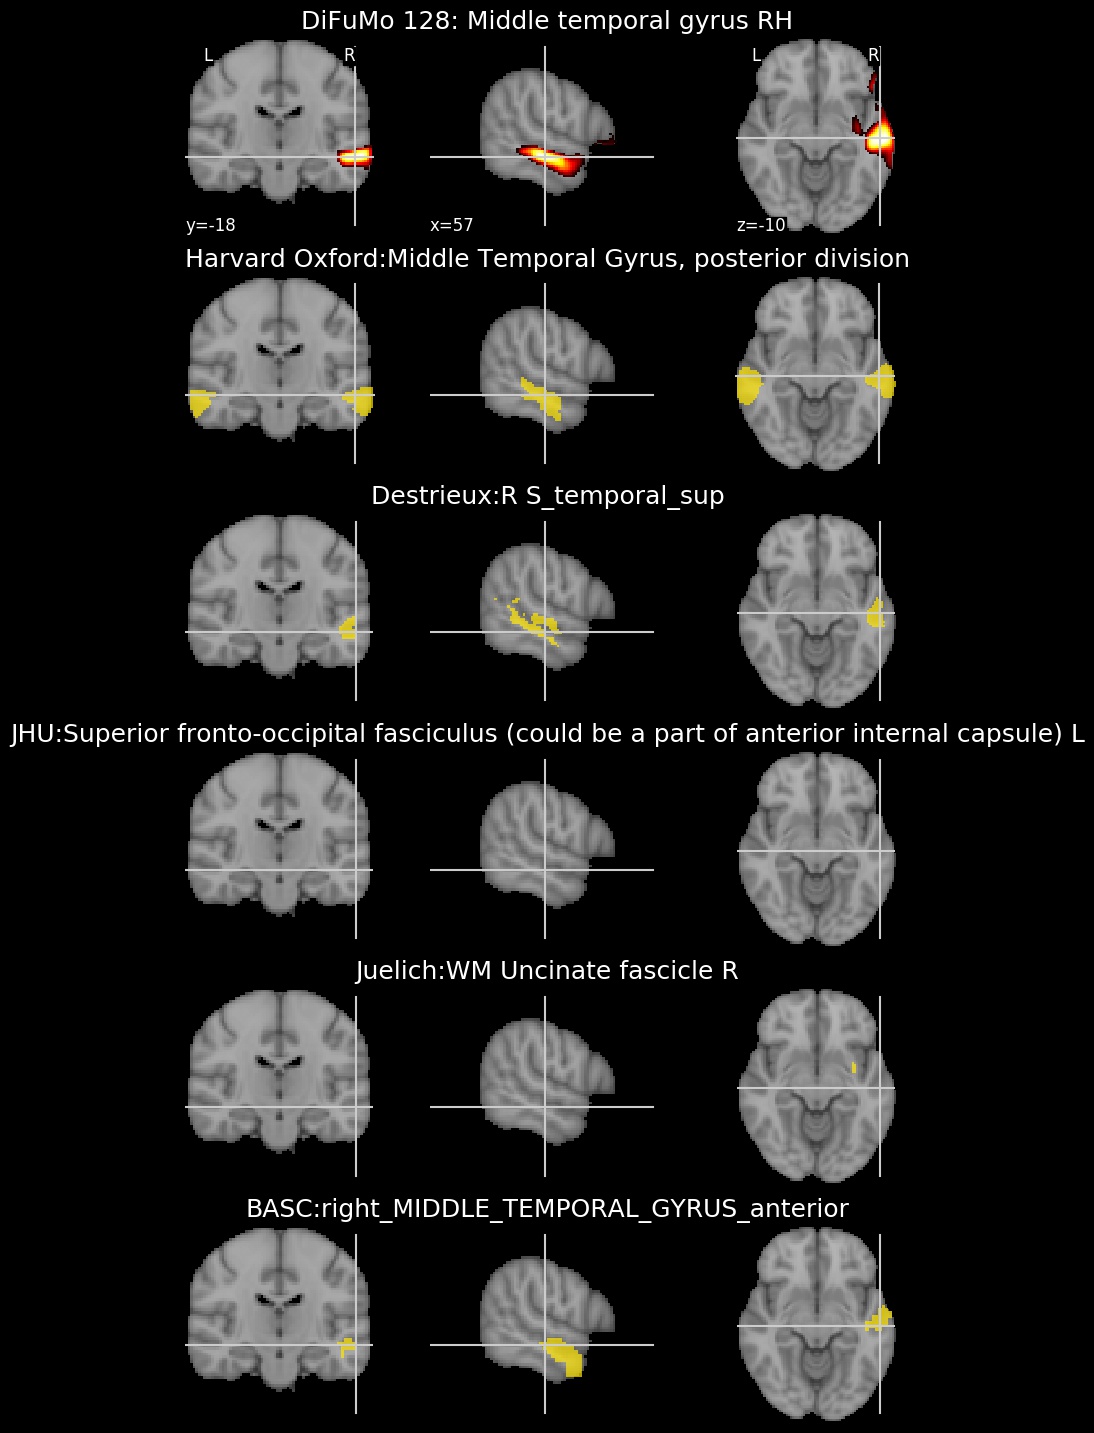 DiFuMo 128: Middle temporal gyrus RH
L R L R
y=-18 x=57 z=-10
Harvard Oxford:Middle Temporal Gyrus, posterior division
Destrieux:R S_temporal_sup
JHU:Superior fronto-occipital fasciculus (could be a part of anterior internal capsule) L
Juelich:WM Uncinate fascicle R
BASC:right_MIDDLE_TEMPORAL_GYRUS_anterior